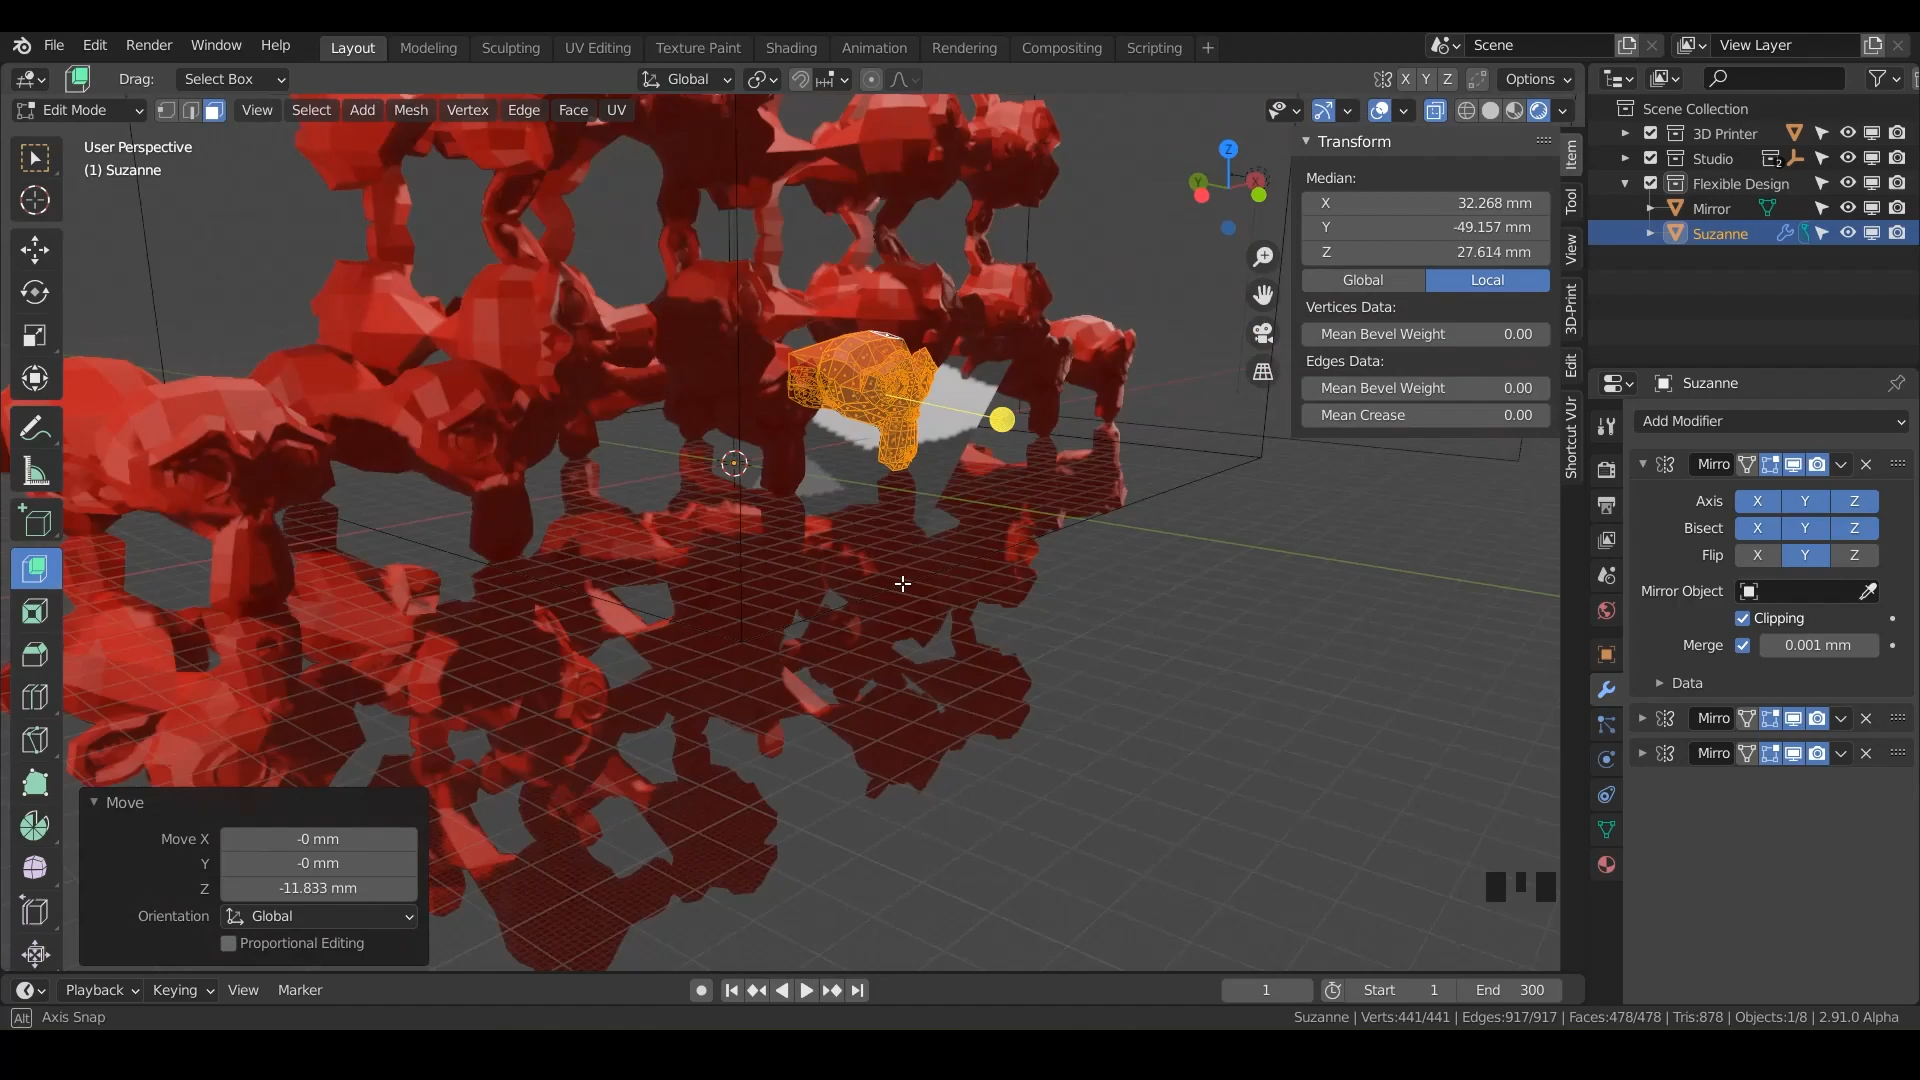 File Edit Render Window Help Layout Modeling Sculpting UV Editing Texture Paint Shading Animation Rendering Compositing Scripting + Scene View Layer
Drag: Select Box Global X Y Z Options
Edit Mode View Select Add Mesh Vertex Edge Face UV
User Perspective
(1) Suzanne
Z
Y
X
Transform
Median:
X 32.268 mm
Y -49.157 mm
Z 27.614 mm
Global Local
Vertices Data:
Mean Bevel Weight 0.00
Edges Data:
Mean Bevel Weight 0.00
Mean Crease 0.00
Item
Tool
View
3D-Print
Edit
Shortcut VUr
Scene Collection
3D Printer
Studio 2
Flexible Design
Mirror
Suzanne
Suzanne
Add Modifier
Mirro
Axis X Y Z
Bisect X Y Z
Flip X Y Z
Mirror Object
Clipping
Merge 0.001 mm
Data
Mirro
Mirro
Move
Move X -0 mm
Y -0 mm
Z -11.833 mm
Orientation Global
Proportional Editing
Playback Keying View Marker 1 Start 1 End 300
Alt Axis Snap Suzanne | Verts:441/441 | Edges:917/917 | Faces:478/478 | Tris:878 | Objects:1/8 | 2.91.0 Alpha